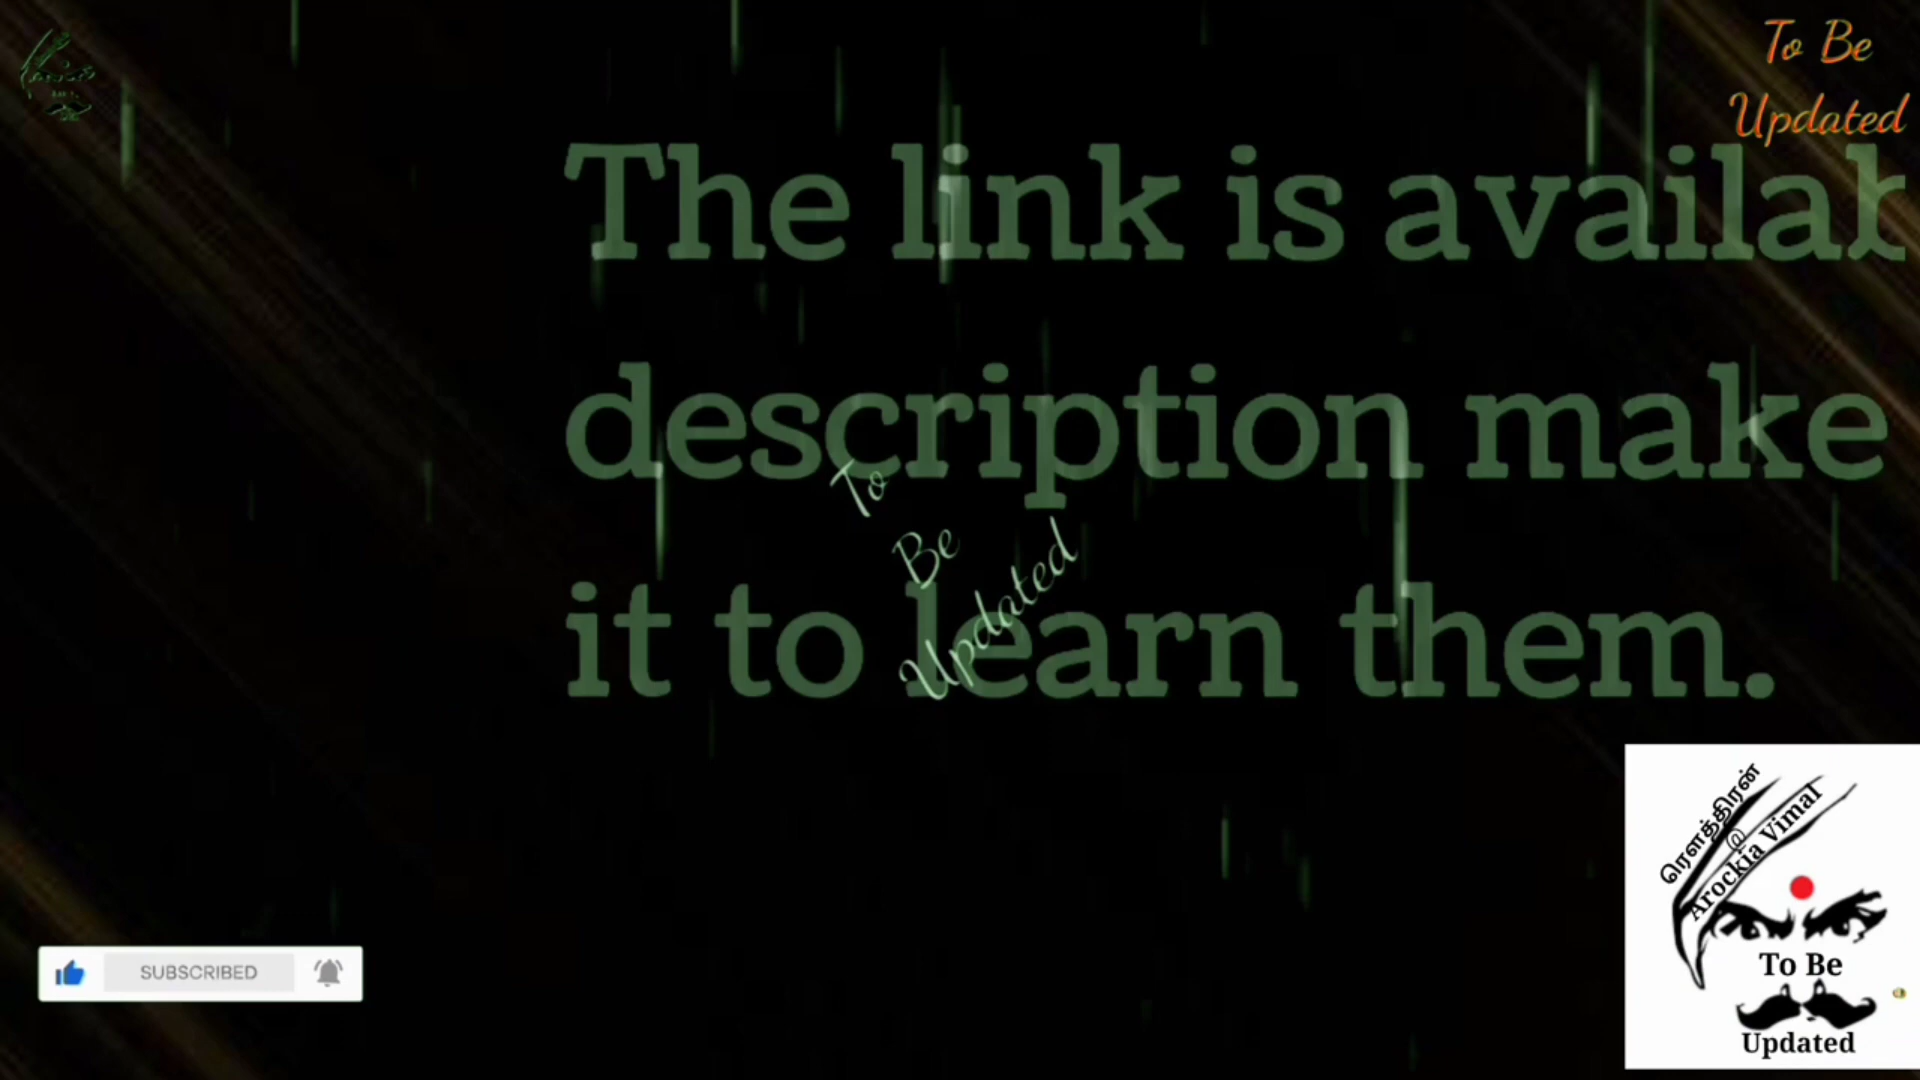 To Be
Updated
The link is availab
description make
it to learn them.
To
Be
Updated
SUBSCRIBED
ரௌத்திரன்
@
Arockia Vimal
To Be
Updated